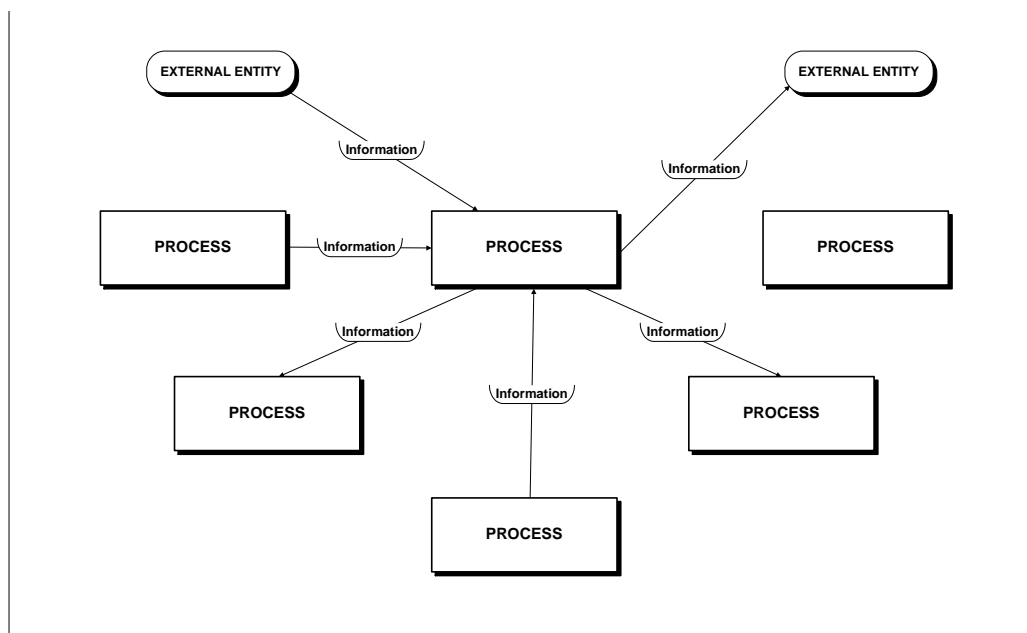 EXTERNAL ENTITY
EXTERNAL ENTITY
Information
Information
PROCESS
Information
PROCESS
PROCESS
Information
Information
PROCESS
Information
PROCESS
PROCESS